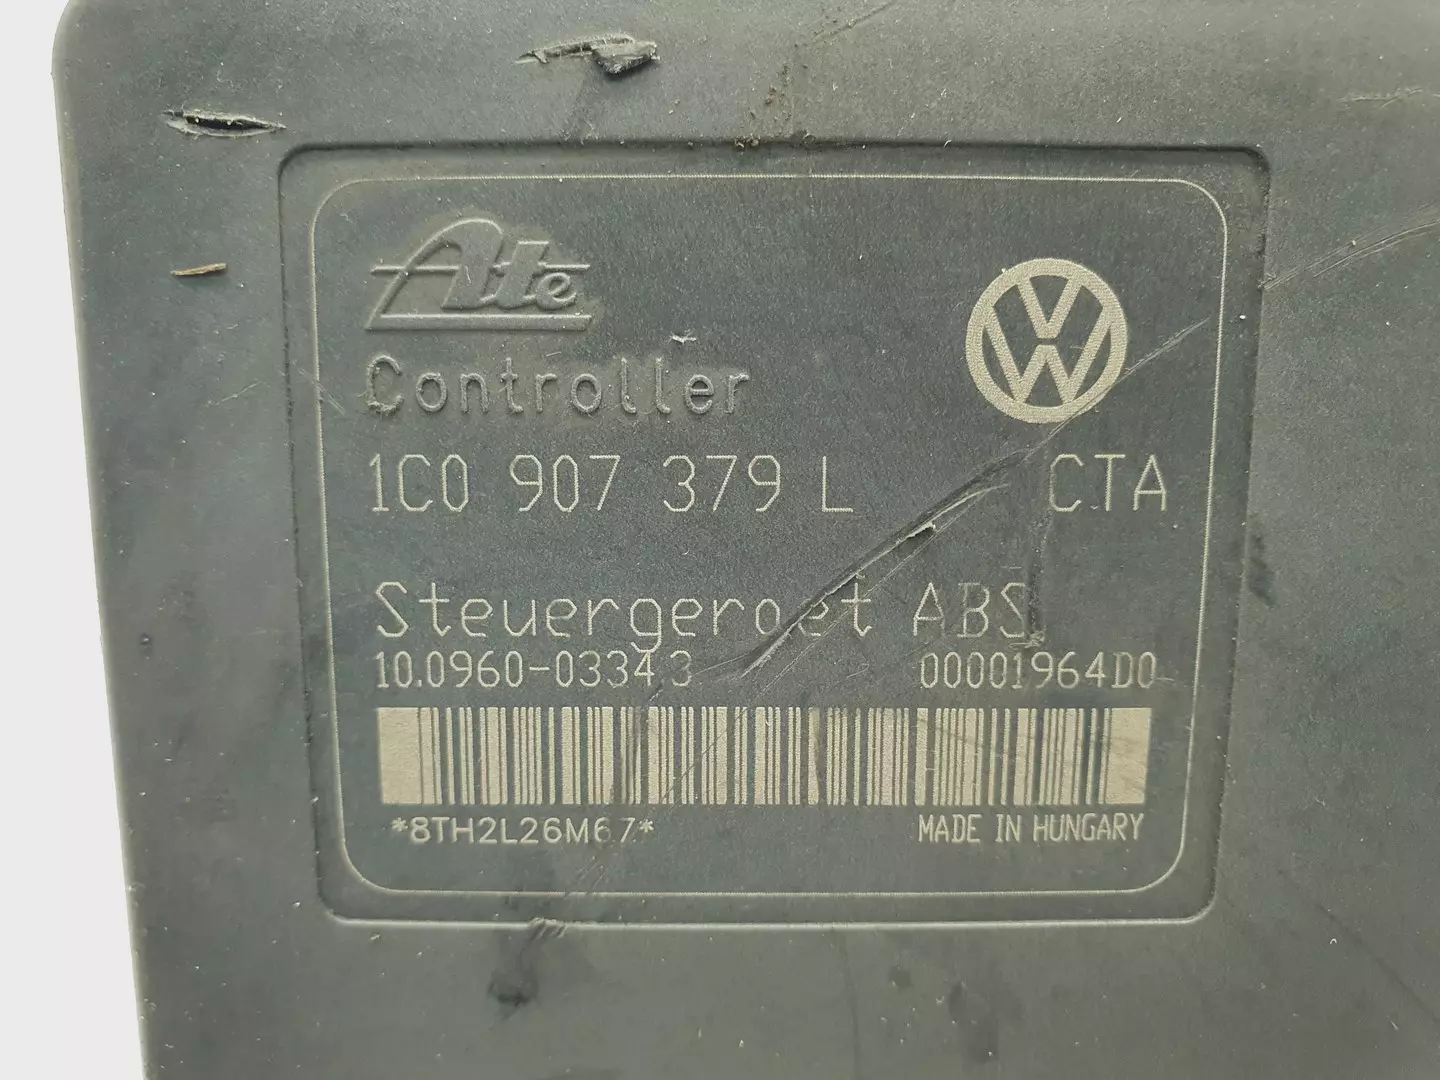 Ate
Controller
1C0 907 379 L CTA
Steuergeraet ABS
10.0960-0334.3 00001964D0
*8TH2L26M67*
MADE IN HUNGARY